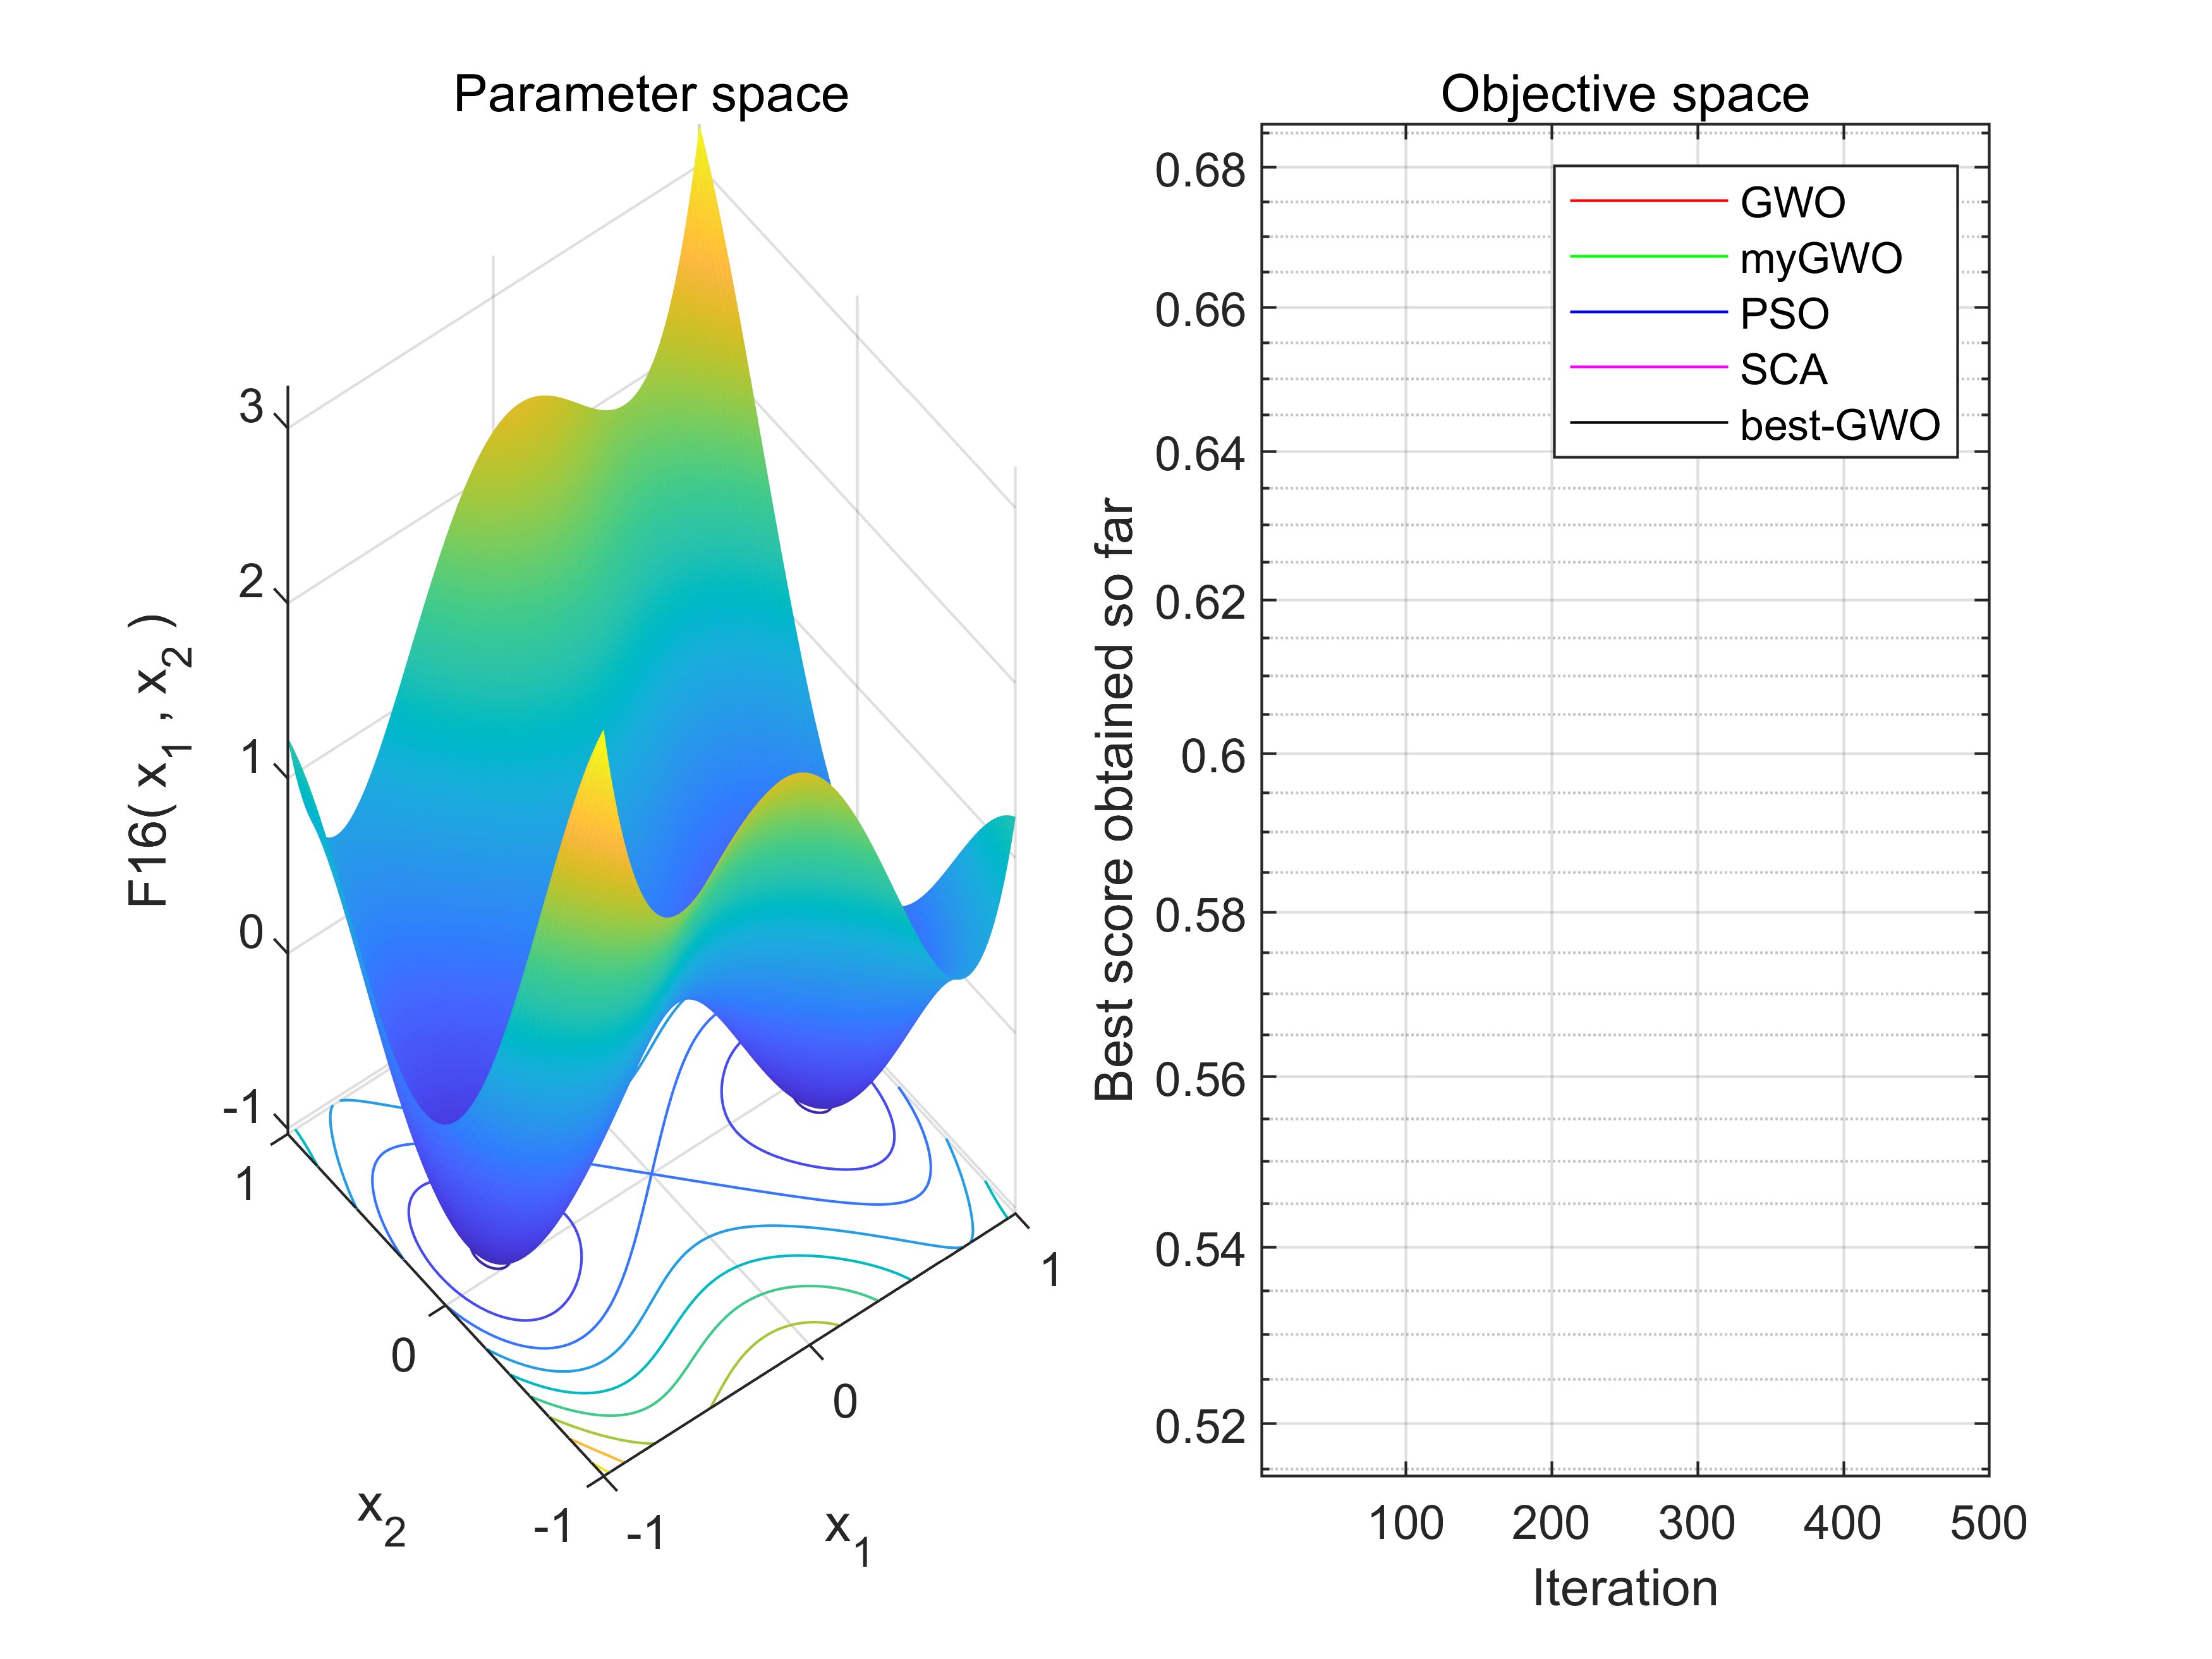 Parameter space
F16( x1 , x2 )
3
2
1
0
-1
1
0
-1
x2
-1
0
1
x1
Objective space
Best score obtained so far
0.68
0.66
0.64
0.62
0.6
0.58
0.56
0.54
0.52
GWO
myGWO
PSO
SCA
best-GWO
100 200 300 400 500
Iteration